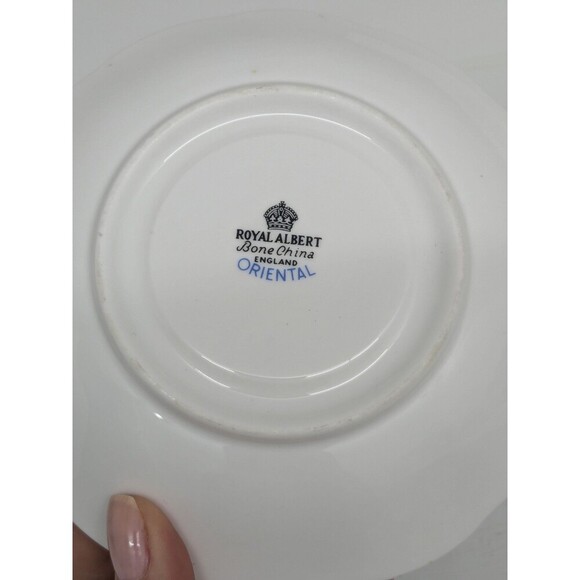 ROYAL ALBERT
Bone China
ENGLAND
ORIENTAL